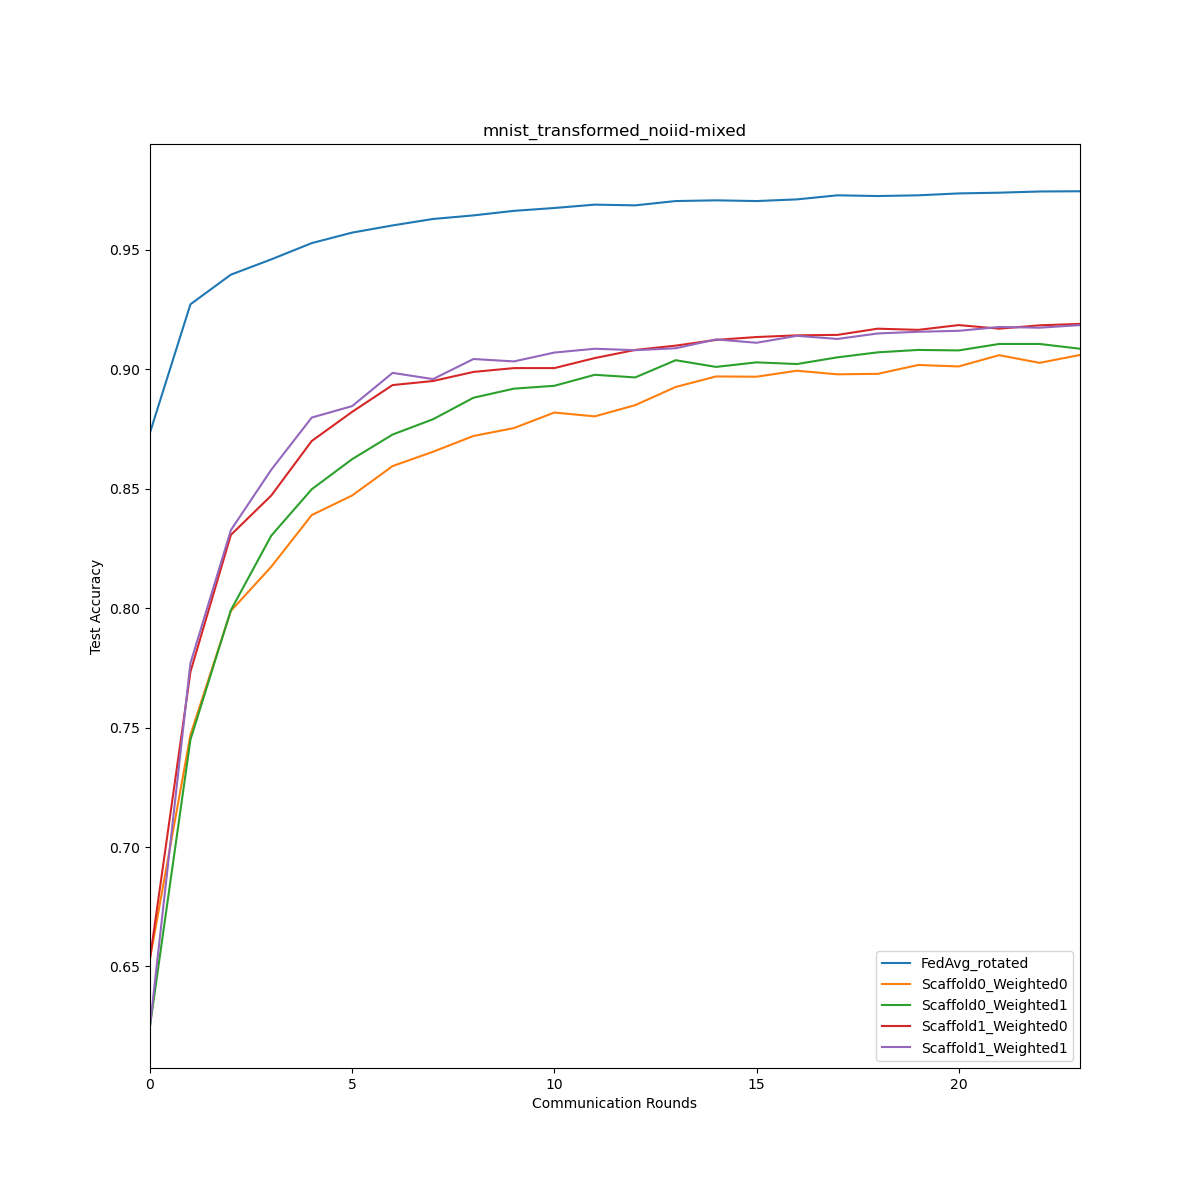 mnist_transformed_noiid-mixed
0.95
0.90
0.85
0.80
0.75
0.70
0.65
Test Accuracy
0 5 10 15 20
Communication Rounds
FedAvg_rotated
Scaffold0_Weighted0
Scaffold0_Weighted1
Scaffold1_Weighted0
Scaffold1_Weighted1